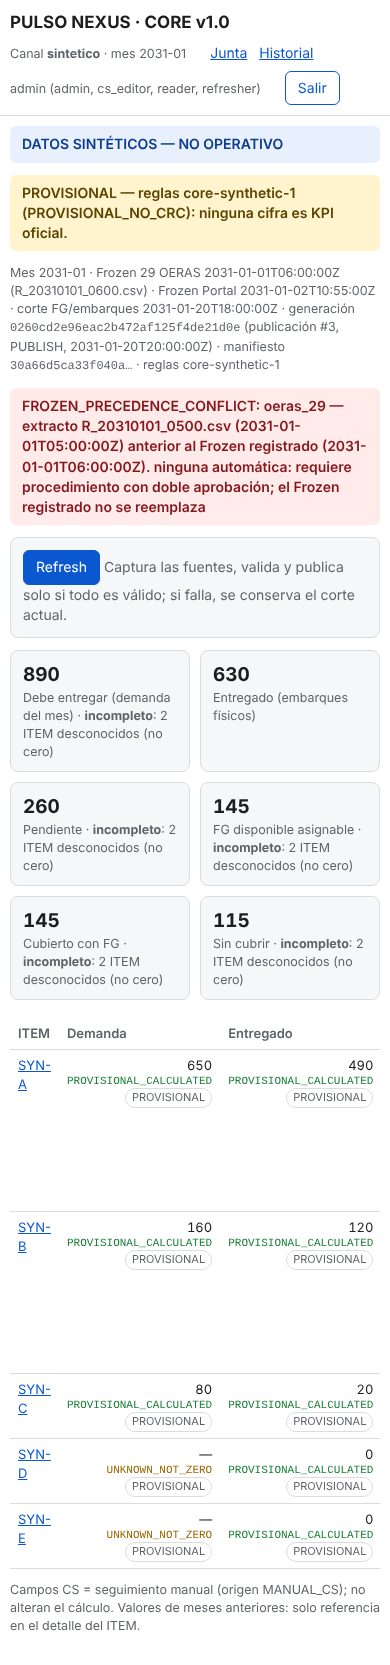 PULSO NEXUS · CORE v1.0
Canal sintetico · mes 2031-01 Junta Historial
admin (admin, cs_editor, reader, refresher) Salir
DATOS SINTÉTICOS — NO OPERATIVO
PROVISIONAL — reglas core-synthetic-1
(PROVISIONAL_NO_CRC): ninguna cifra es KPI
oficial.
Mes 2031-01 · Frozen 29 OERAS 2031-01-01T06:00:00Z
(R_20310101_0600.csv) · Frozen Portal 2031-01-02T10:55:00Z
· corte FG/embarques 2031-01-20T18:00:00Z · generación
0260cd2e96eac2b472af125f4de21d0e (publicación #3,
PUBLISH, 2031-01-20T20:00:00Z) · manifiesto
30a66d5ca33f040a… · reglas core-synthetic-1
FROZEN_PRECEDENCE_CONFLICT: oeras_29 —
extracto R_20310101_0500.csv (2031-01-
01T05:00:00Z) anterior al Frozen registrado (2031-
01-01T06:00:00Z). ninguna automática: requiere
procedimiento con doble aprobación; el Frozen
registrado no se reemplaza
Refresh Captura las fuentes, valida y publica
solo si todo es válido; si falla, se conserva el corte
actual.
890
Debe entregar (demanda
del mes) · incompleto: 2
ITEM desconocidos (no
cero)
630
Entregado (embarques
físicos)
260
Pendiente · incompleto: 2
ITEM desconocidos (no
cero)
145
FG disponible asignable ·
incompleto: 2 ITEM
desconocidos (no cero)
145
Cubierto con FG ·
incompleto: 2 ITEM
desconocidos (no cero)
115
Sin cubrir · incompleto: 2
ITEM desconocidos (no
cero)
ITEM Demanda Entregado
SYN- 650 490
A PROVISIONAL_CALCULATED PROVISIONAL_CALCULATED
PROVISIONAL PROVISIONAL
SYN- 160 120
B PROVISIONAL_CALCULATED PROVISIONAL_CALCULATED
PROVISIONAL PROVISIONAL
SYN- 80 20
C PROVISIONAL_CALCULATED PROVISIONAL_CALCULATED
PROVISIONAL PROVISIONAL
SYN- — 0
D UNKNOWN_NOT_ZERO PROVISIONAL_CALCULATED
PROVISIONAL PROVISIONAL
SYN- — 0
E UNKNOWN_NOT_ZERO PROVISIONAL_CALCULATED
PROVISIONAL PROVISIONAL
Campos CS = seguimiento manual (origen MANUAL_CS); no
alteran el cálculo. Valores de meses anteriores: solo referencia
en el detalle del ITEM.